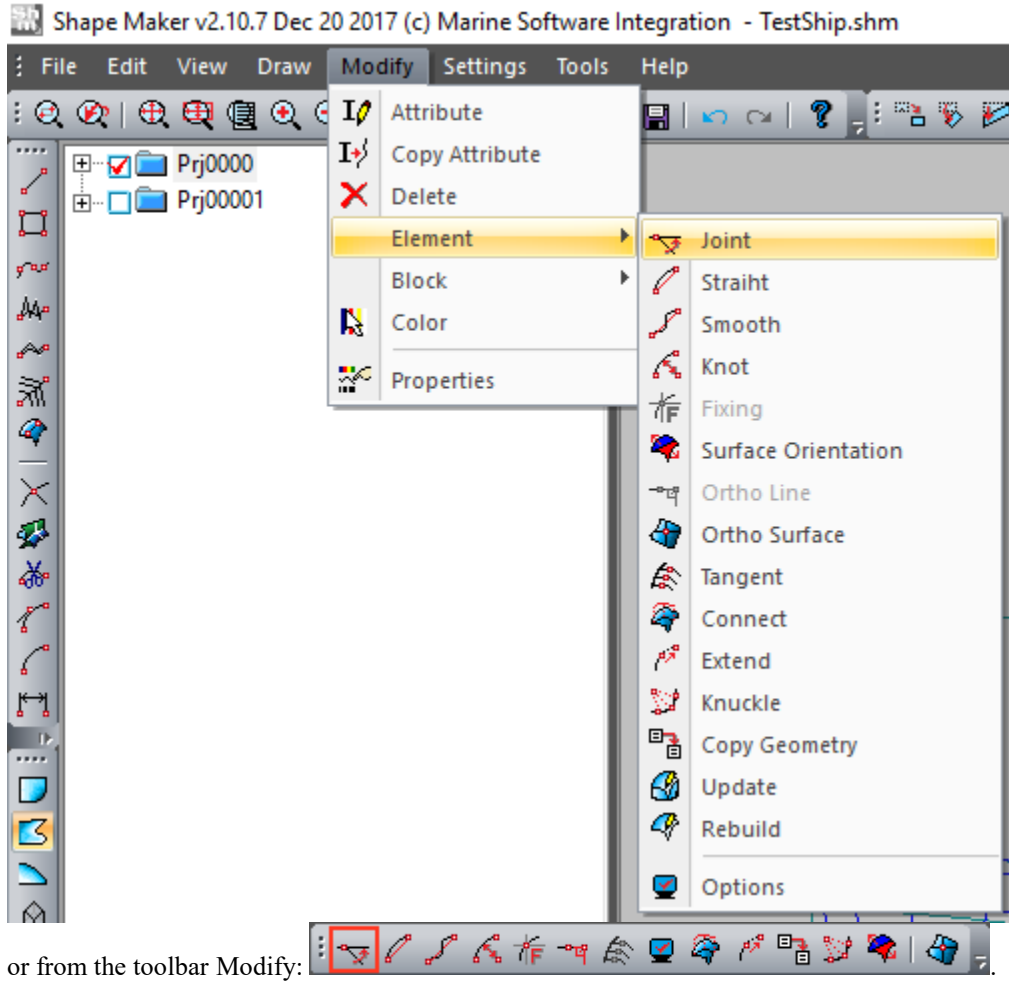 Shape Maker v2.10.7 Dec 20 2017 (c) Marine Software Integration - TestShip.shm
File Edit View Draw Modify Settings Tools Help
Attribute
Prj0000
Copy Attribute
Prj00001
Delete
Element
Joint
Block
Straiht
Color
Smooth
Knot
Properties
Fixing
Surface Orientation
Ortho Line
Ortho Surface
Tangent
Connect
Extend
Knuckle
Copy Geometry
Update
Rebuild
Options
or from the toolbar Modify: .